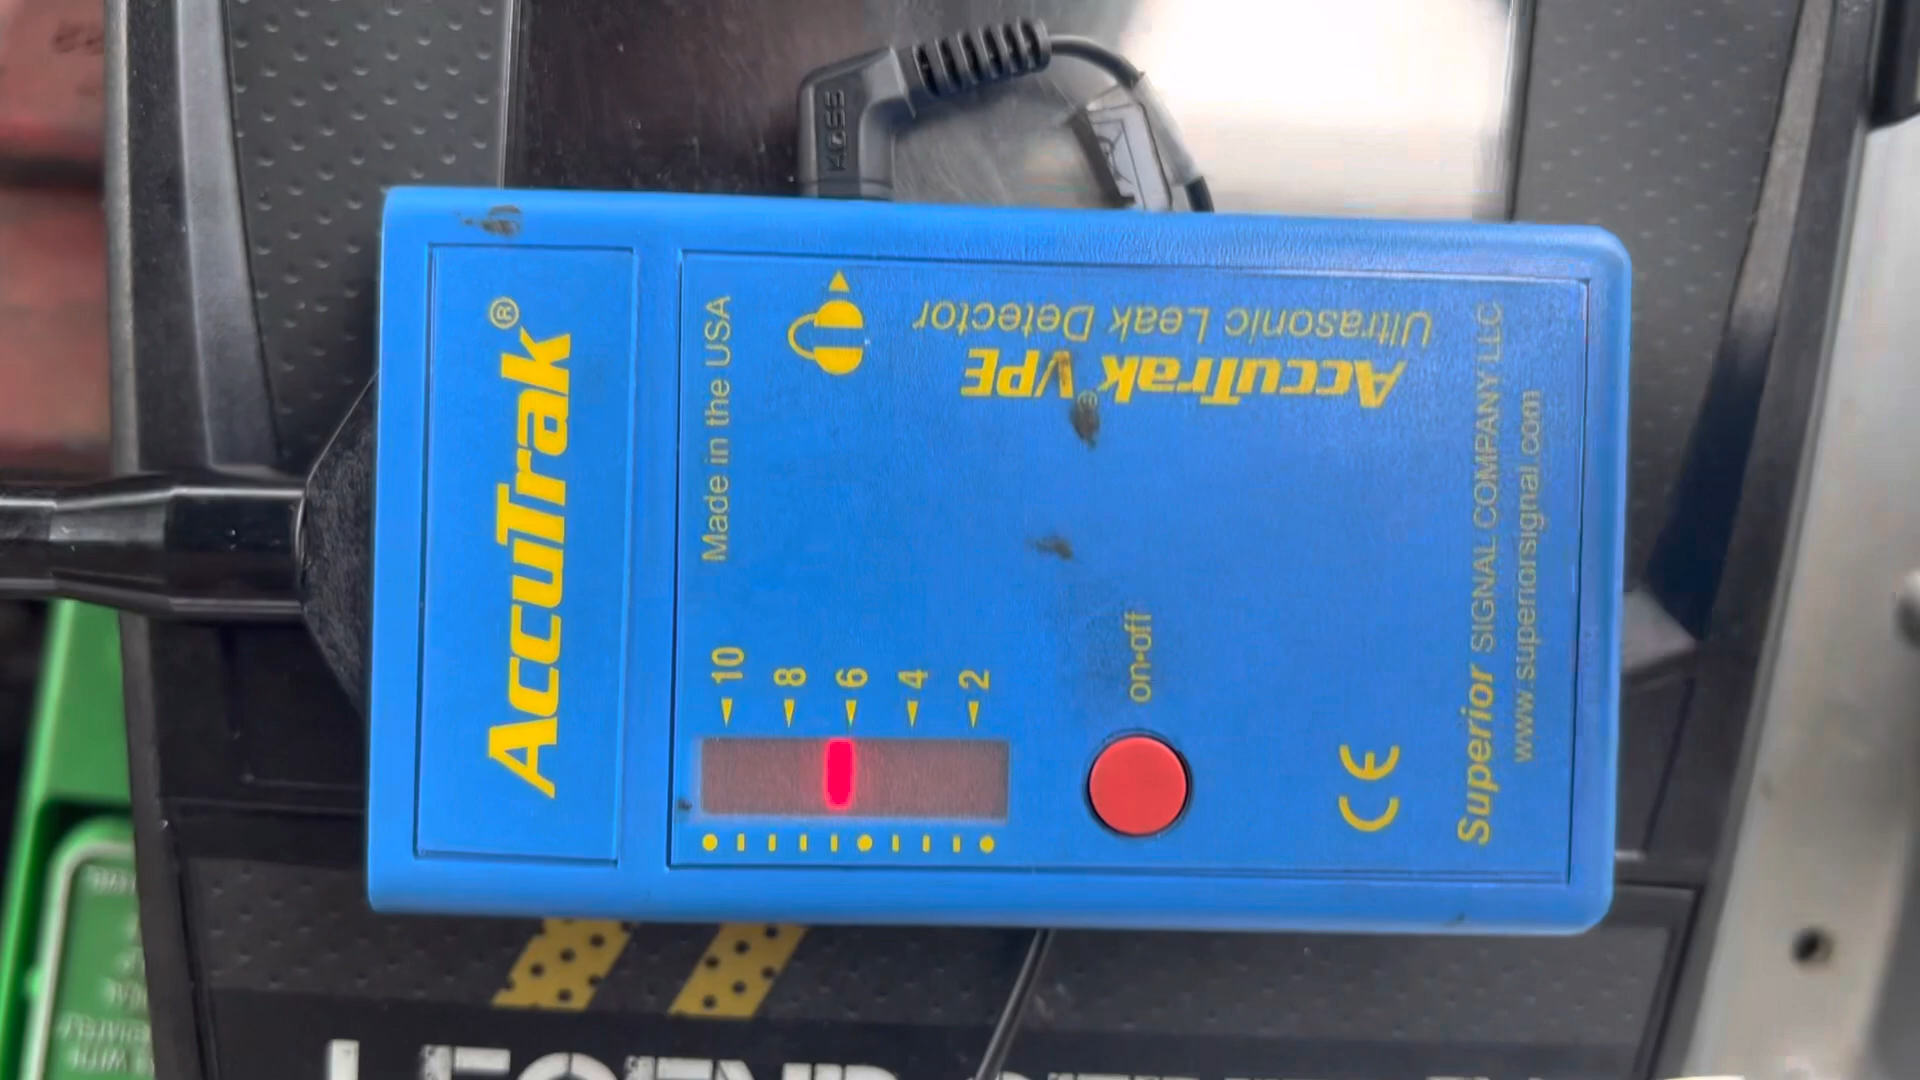 AccuTrak®
Made in the USA
10
8
6
4
2
on•off
AccuTrak® VPE
Ultrasonic Leak Detector
CE
Superior SIGNAL COMPANY LLC
www.superiorsignal.com
KOSS